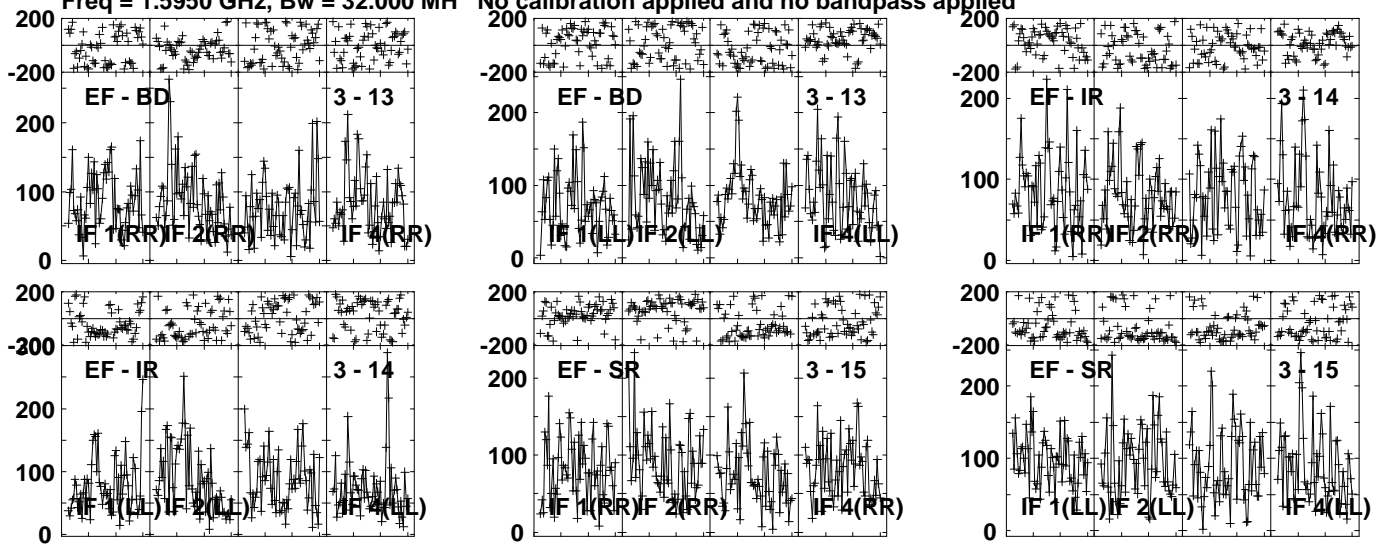 Freq = 1.5950 GHz, Bw = 32.000 MH No calibration applied and no bandpass applied
200 200 200
-200 -200 -200
EF - BD 3 - 13 EF - BD 3 - 13 EF - IR 3 - 14
200 200 200
100 100 100
IF 1(RR) IF 2(RR) IF 4(RR) IF 1(LL) IF 2(LL) IF 4(LL) IF 1(RR) IF 2(RR) IF 4(RR)
0 0 0
200 200 200
-200 -200 -200
300
EF - IR 3 - 14 EF - SR 3 - 15 EF - SR 3 - 15
200 200 200
100 100 100
IF 1(LL) IF 2(LL) IF 4(LL) IF 1(RR) IF 2(RR) IF 4(RR) IF 1(LL) IF 2(LL) IF 4(LL)
0 0 0